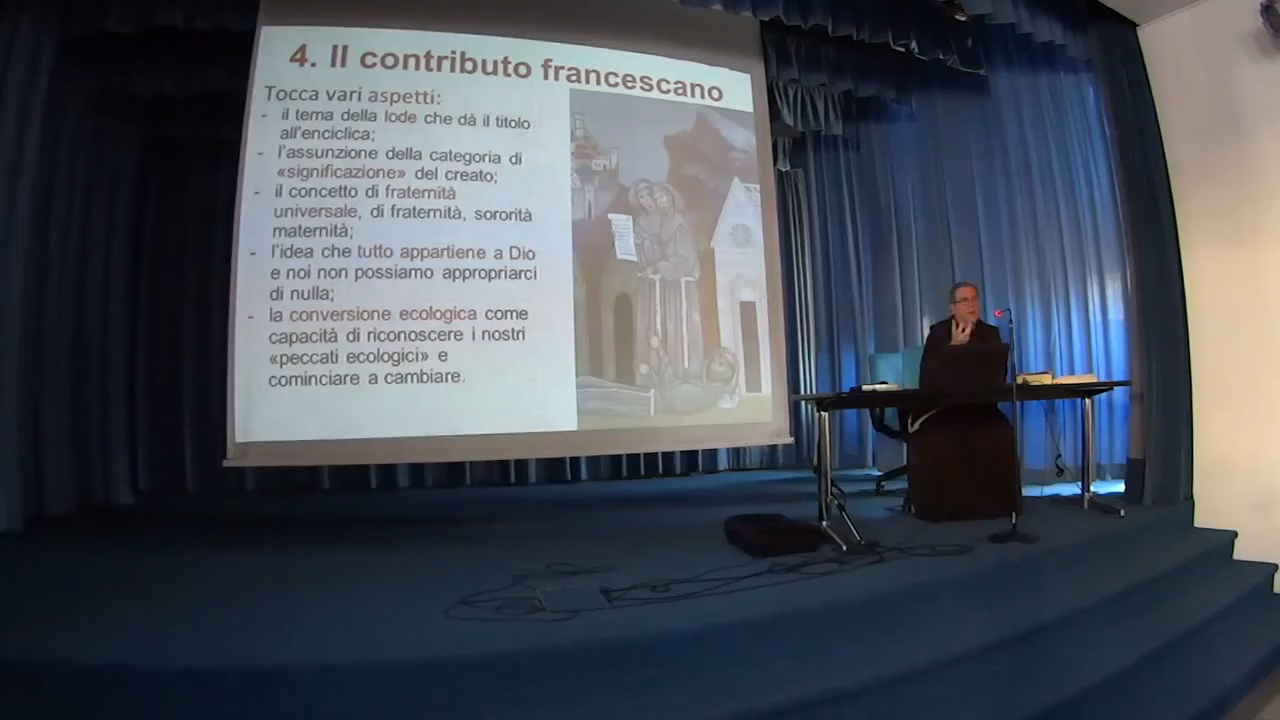 4. Il contributo francescano
Tocca vari aspetti:
- il tema della lode che dà il titolo
all'enciclica;
- l'assunzione della categoria di
«significazione» del creato;
- il concetto di fraternità
universale, di fraternità, sororità
maternità;
- l'idea che tutto appartiene a Dio
e noi non possiamo appropriarci
di nulla;
- la conversione ecologica come
capacità di riconoscere i nostri
«peccati ecologici» e
cominciare a cambiare.